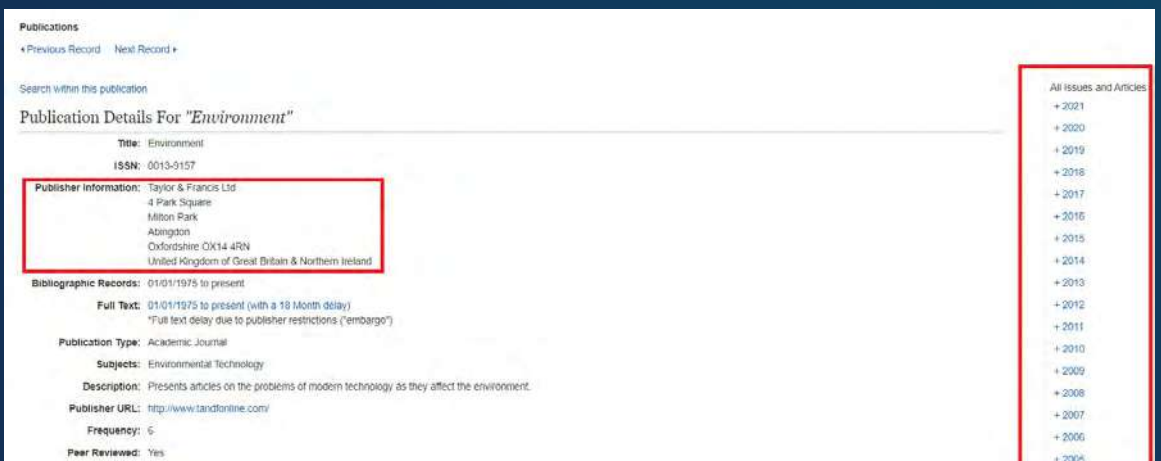 Publications
Previous Record Next Record
Search within this publication
Publication Details For "Environment"
Title: Environment
ISSN: 0013-9157
Publisher Information: Taylor & Francis Ltd
4 Park Square
Milton Park
Abingdon
Oxfordshire OX14 4RN
United Kingdom of Great Britain & Northern Ireland
Bibliographic Records: 01/01/1975 to present
Full Text: 01/01/1975 to present (with a 18 Month delay)
*Full text delay due to publisher restrictions ("embargo")
Publication Type: Academic Journal
Subjects: Environmental Technology
Description: Presents articles on the problems of modern technology as they affect the environment.
Publisher URL: http://www.tandfonline.com/
Frequency: 6
Peer Reviewed: Yes
All Issues and Articles
+ 2021
+ 2020
+ 2019
+ 2018
+ 2017
+ 2016
+ 2015
+ 2014
+ 2013
+ 2012
+ 2011
+ 2010
+ 2009
+ 2008
+ 2007
+ 2006
+ 2005